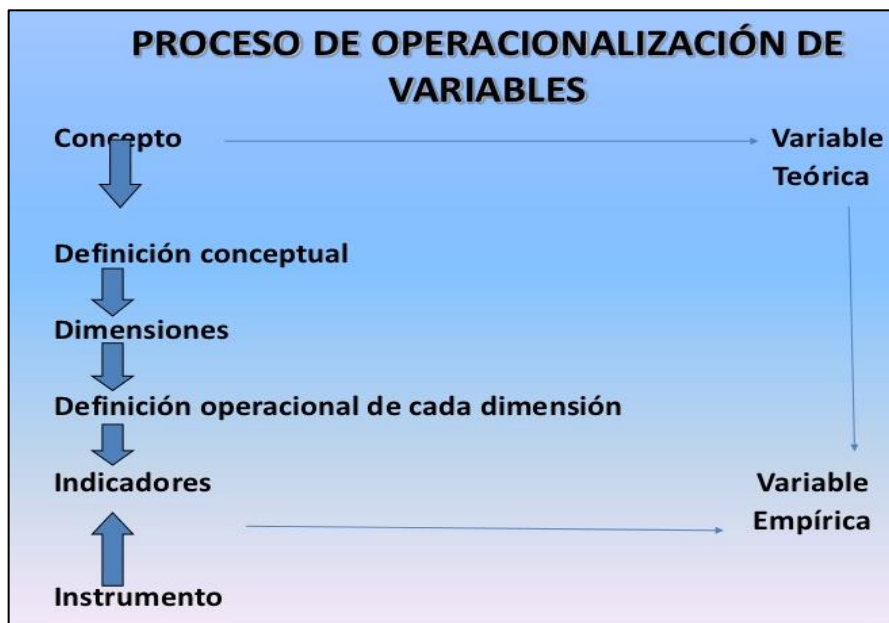 PROCESO DE OPERACIONALIZACIÓN DE
VARIABLES
Concepto
Variable
Teórica
Definición conceptual
Dimensiones
Definición operacional de cada dimensión
Indicadores
Variable
Empírica
Instrumento